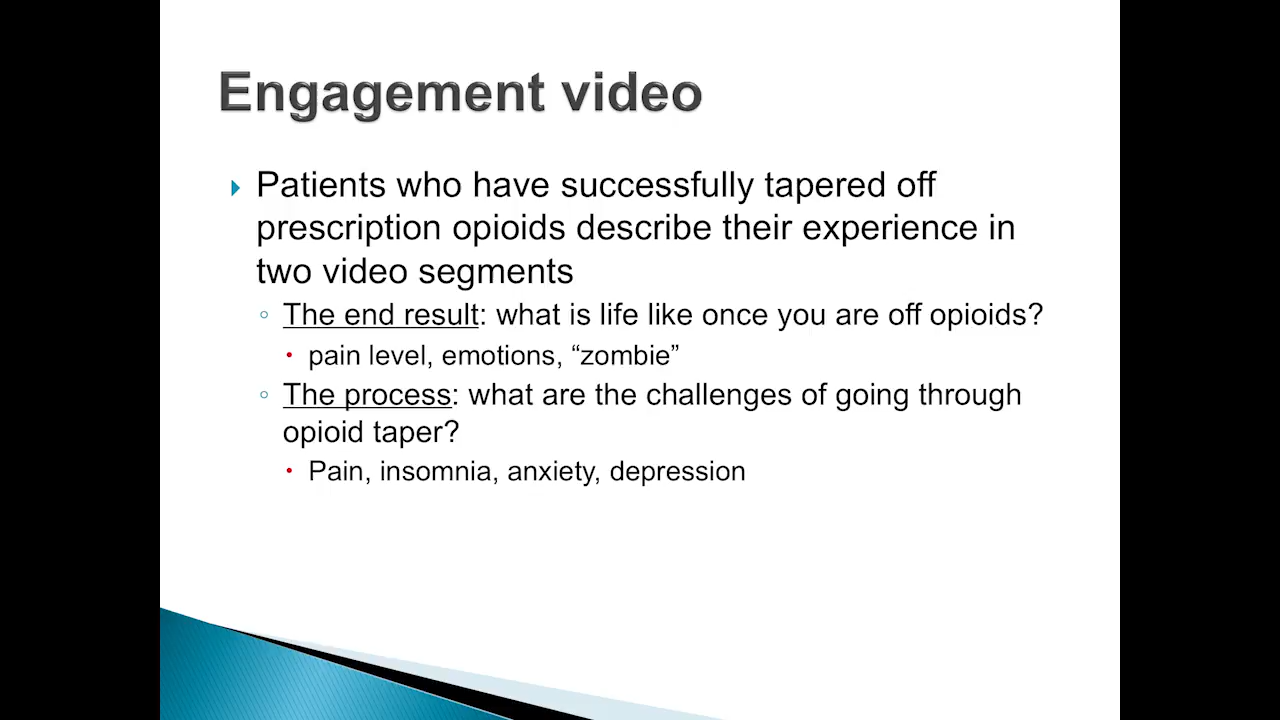 Engagement video
Patients who have successfully tapered off
prescription opioids describe their experience in
two video segments
The end result: what is life like once you are off opioids?
pain level, emotions, “zombie”
The process: what are the challenges of going through
opioid taper?
Pain, insomnia, anxiety, depression